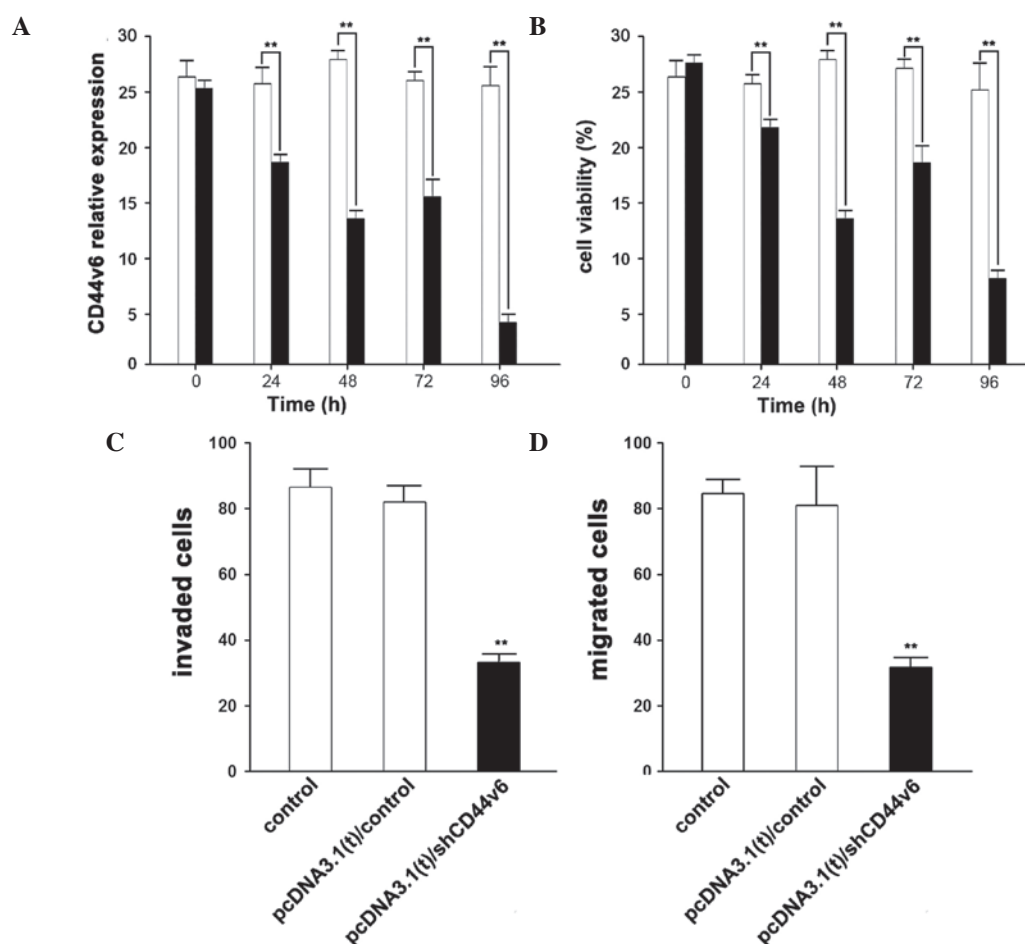 A
CD44v6 relative expression
30
25
20
15
10
5
0
**
**
**
**
0 24 48 72 96
Time (h)
B
cell viability (%)
30
25
20
15
10
5
0
**
**
**
**
0 24 48 72 96
Time (h)
C
invaded cells
100
80
60
40
20
0
**
control
pcDNA3.1(t)/control
pcDNA3.1(t)/shCD44v6
D
migrated cells
100
80
60
40
20
0
**
control
pcDNA3.1(t)/control
pcDNA3.1(t)/shCD44v6